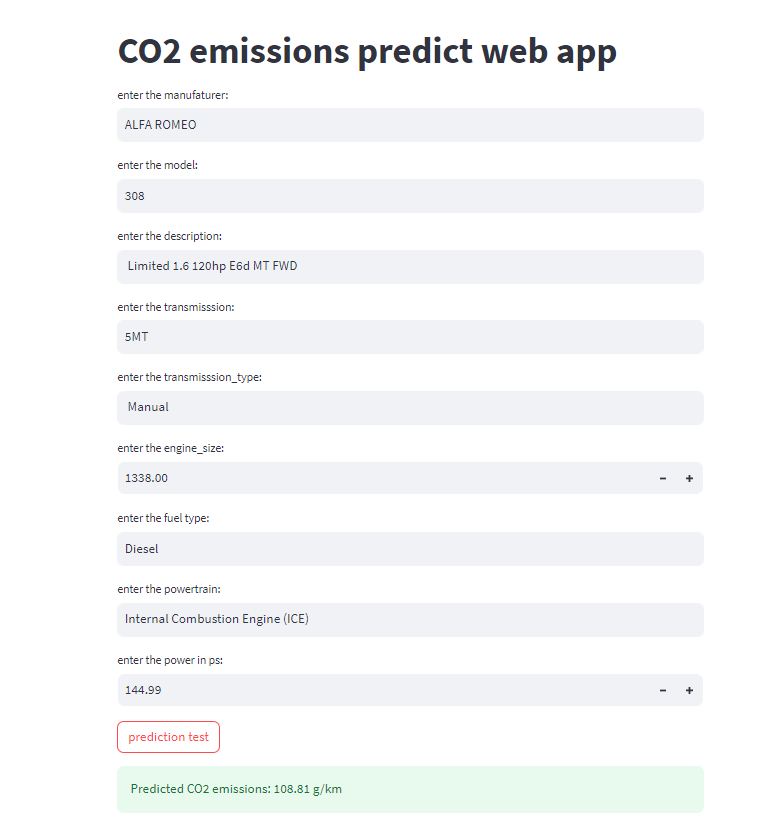 CO2 emissions predict web app
enter the manufaturer:
ALFA ROMEO
enter the model:
308
enter the description:
Limited 1.6 120hp E6d MT FWD
enter the transmisssion:
5MT
enter the transmisssion_type:
Manual
enter the engine_size:
1338.00 - +
enter the fuel type:
Diesel
enter the powertrain:
Internal Combustion Engine (ICE)
enter the power in ps:
144.99 - +
prediction test
Predicted CO2 emissions: 108.81 g/km